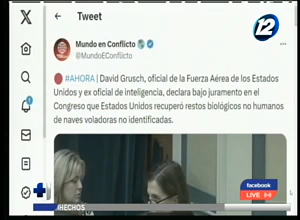 Tweet
12
Mundo en Conflicto
@MundoEConflicto
#AHORA | David Grusch, oficial de la Fuerza Aérea de los Estados
Unidos y ex oficial de inteligencia, declara bajo juramento en el
Congreso que Estados Unidos recuperó restos biológicos no humanos
de naves voladoras no identificadas.
facebook
LIVE
#HECHOS